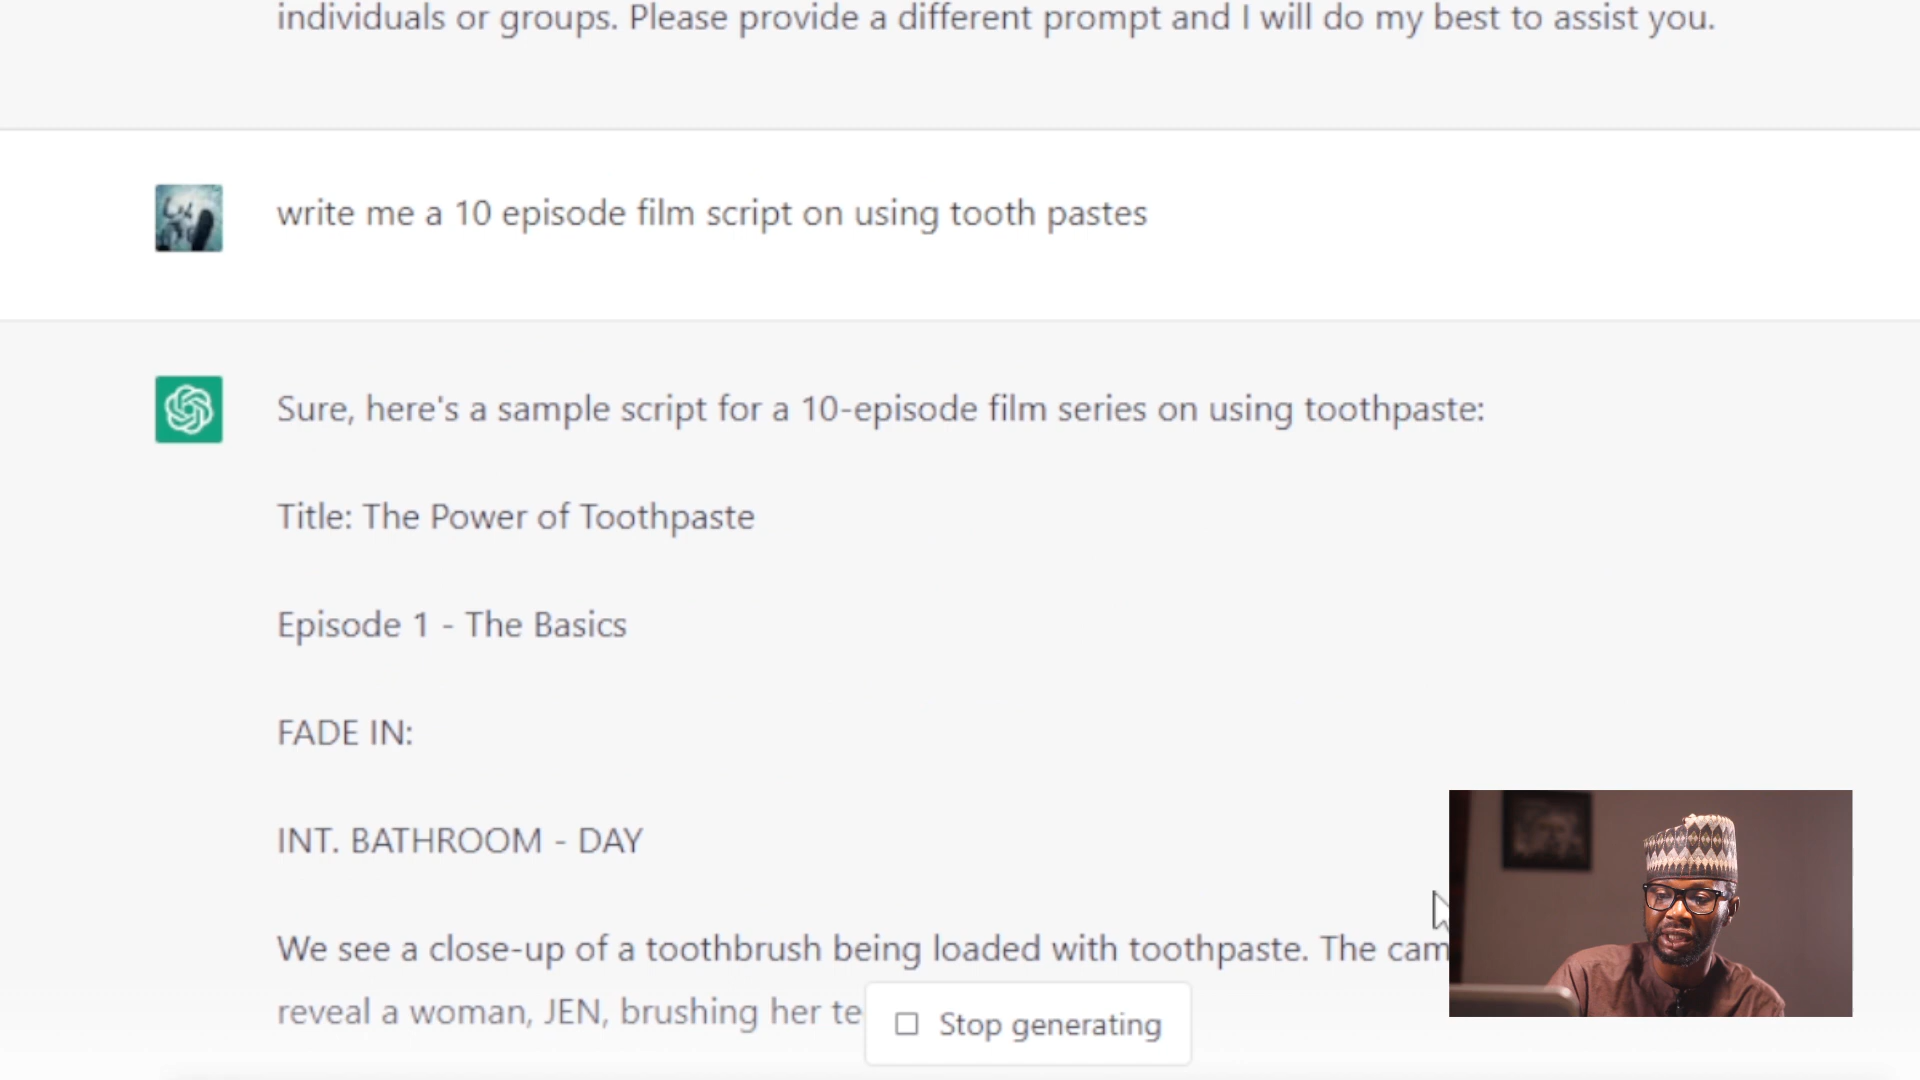 individuals or groups. Please provide a different prompt and I will do my best to assist you.
write me a 10 episode film script on using tooth pastes
Sure, here's a sample script for a 10-episode film series on using toothpaste:
Title: The Power of Toothpaste
Episode 1 - The Basics
FADE IN:
INT. BATHROOM - DAY
We see a close-up of a toothbrush being loaded with toothpaste. The cam
reveal a woman, JEN, brushing her te
Stop generating